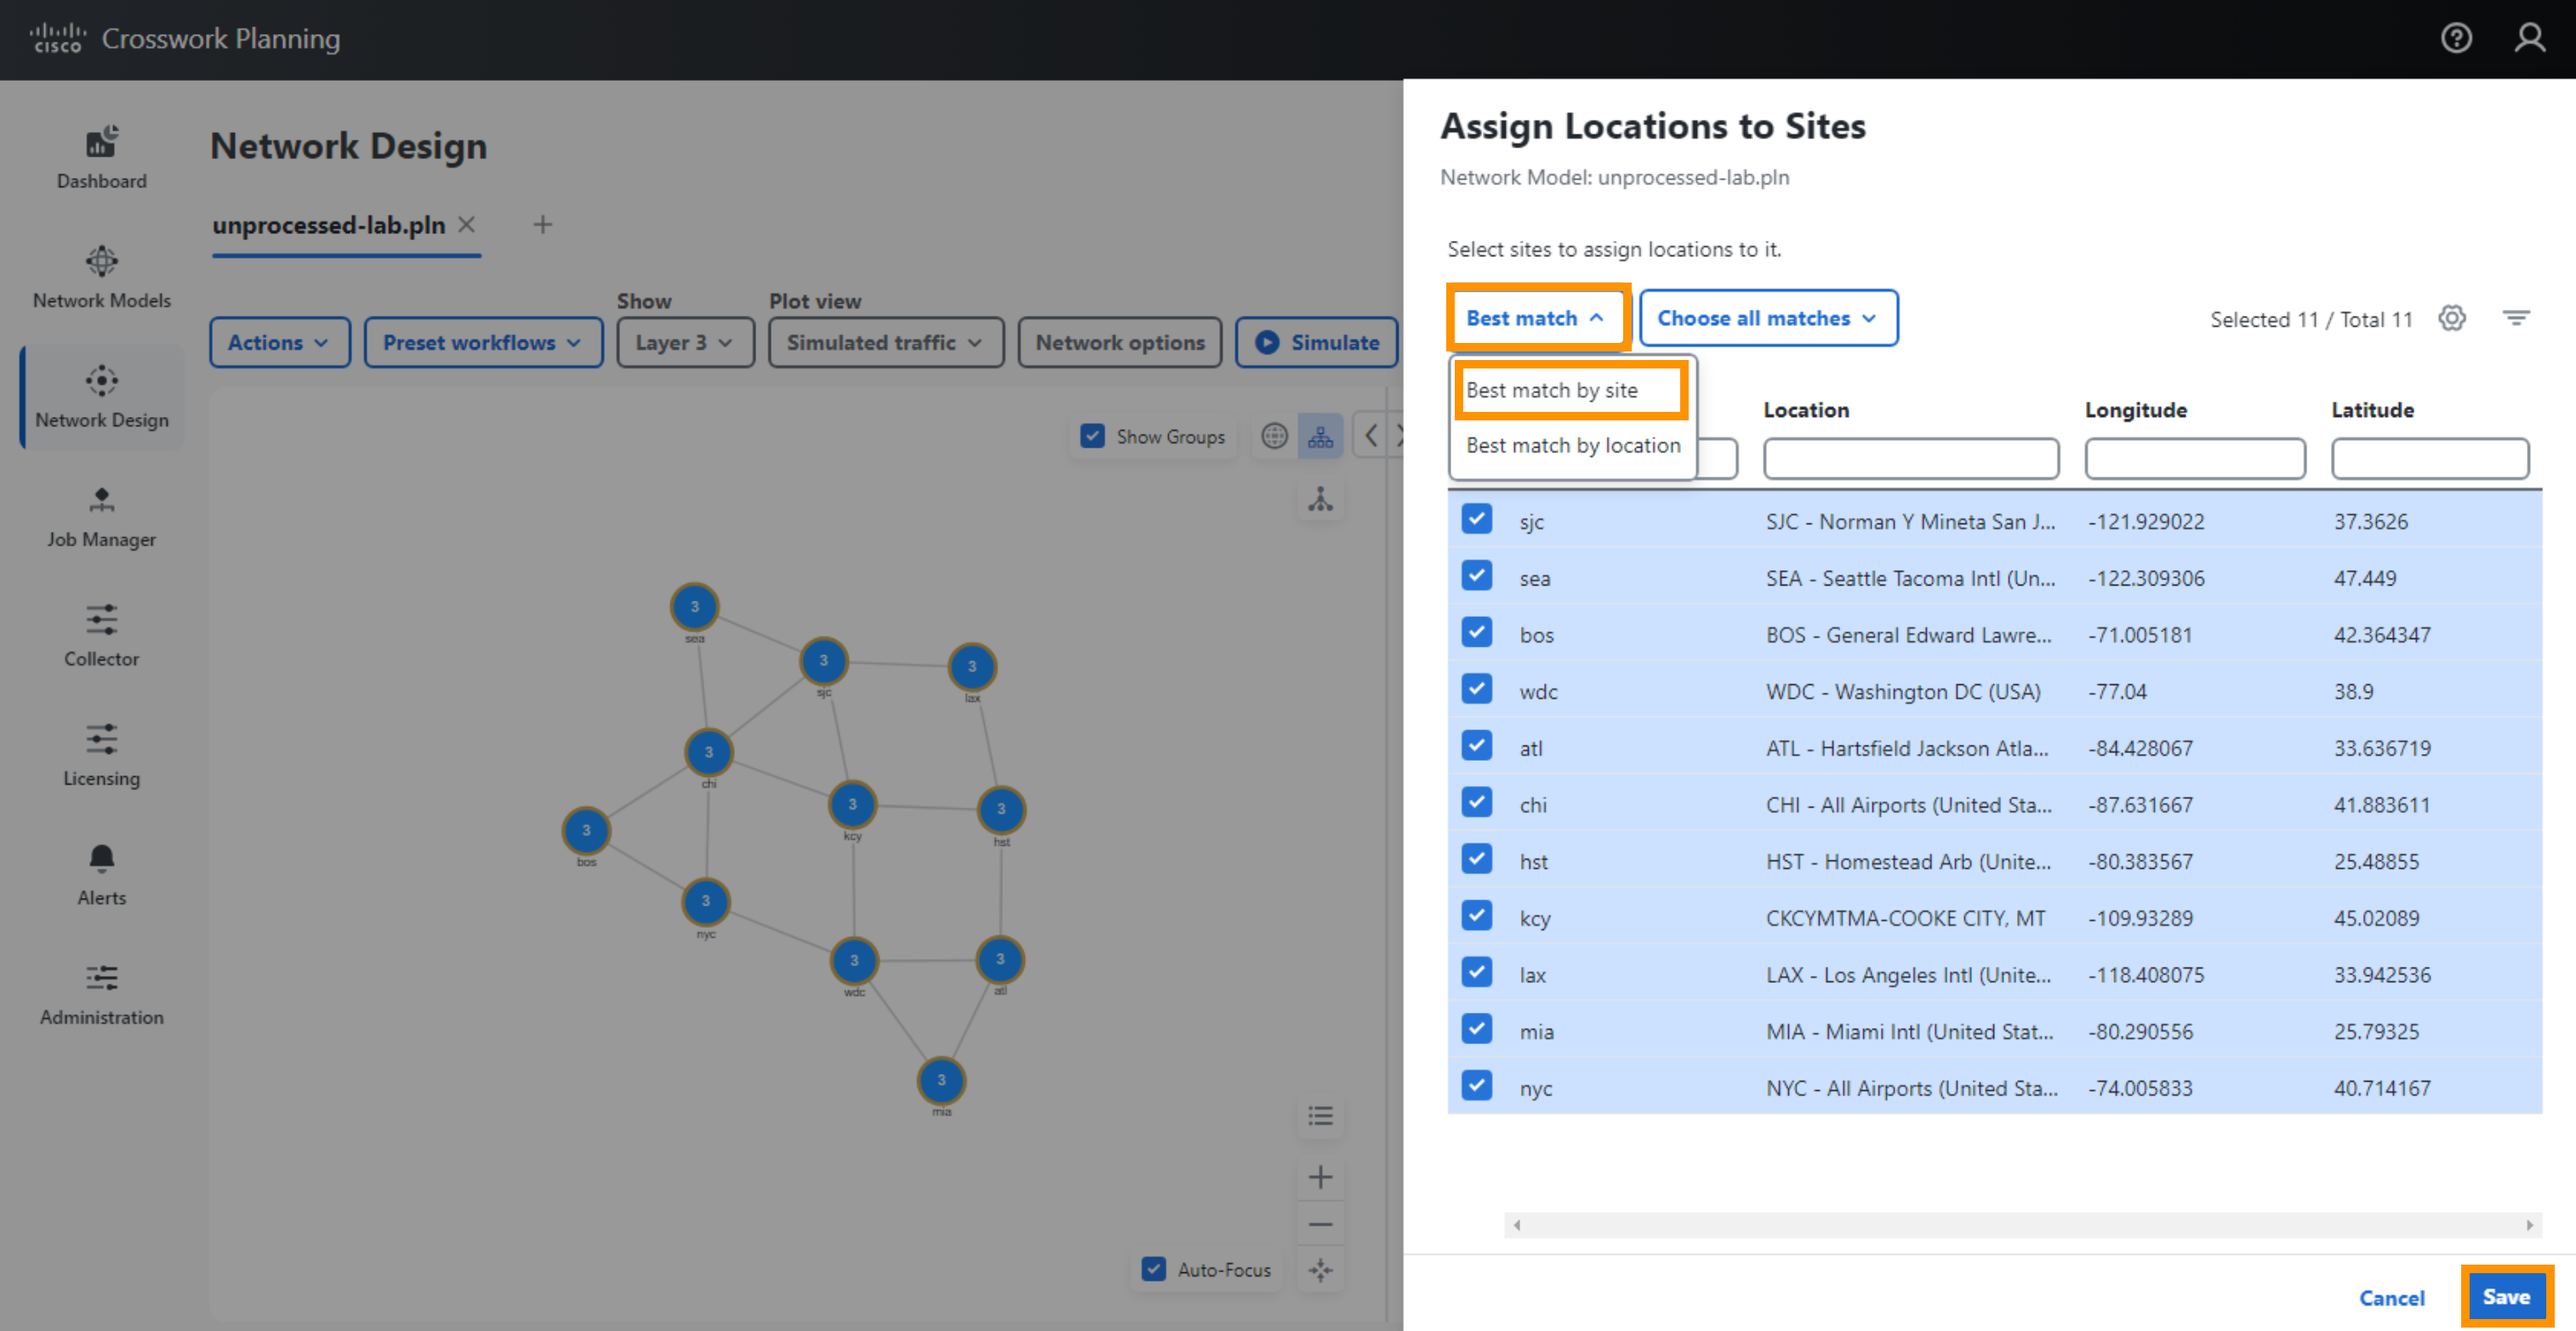 cisco Crosswork Planning
Dashboard
Network Models
Network Design
Job Manager
Collector
Licensing
Alerts
Administration
Network Design
unprocessed-lab.pln
Show
Plot view
Actions
Preset workflows
Layer 3
Simulated traffic
Network options
Simulate
Show Groups
3
sea
3
sjc
3
lax
3
chi
3
kcy
3
hst
3
bos
3
nyc
3
wdc
3
atl
3
mia
Auto-Focus
Assign Locations to Sites
Network Model: unprocessed-lab.pln
Select sites to assign locations to it.
Best match
Choose all matches
Selected 11 / Total 11
Best match by site
Best match by location
Location Longitude Latitude
sjc SJC - Norman Y Mineta San J... -121.929022 37.3626
sea SEA - Seattle Tacoma Intl (Un... -122.309306 47.449
bos BOS - General Edward Lawre... -71.005181 42.364347
wdc WDC - Washington DC (USA) -77.04 38.9
atl ATL - Hartsfield Jackson Atla... -84.428067 33.636719
chi CHI - All Airports (United Sta... -87.631667 41.883611
hst HST - Homestead Arb (Unite... -80.383567 25.48855
kcy CKCYMTMA-COOKE CITY, MT -109.93289 45.02089
lax LAX - Los Angeles Intl (Unite... -118.408075 33.942536
mia MIA - Miami Intl (United Stat... -80.290556 25.79325
nyc NYC - All Airports (United Sta... -74.005833 40.714167
Cancel
Save